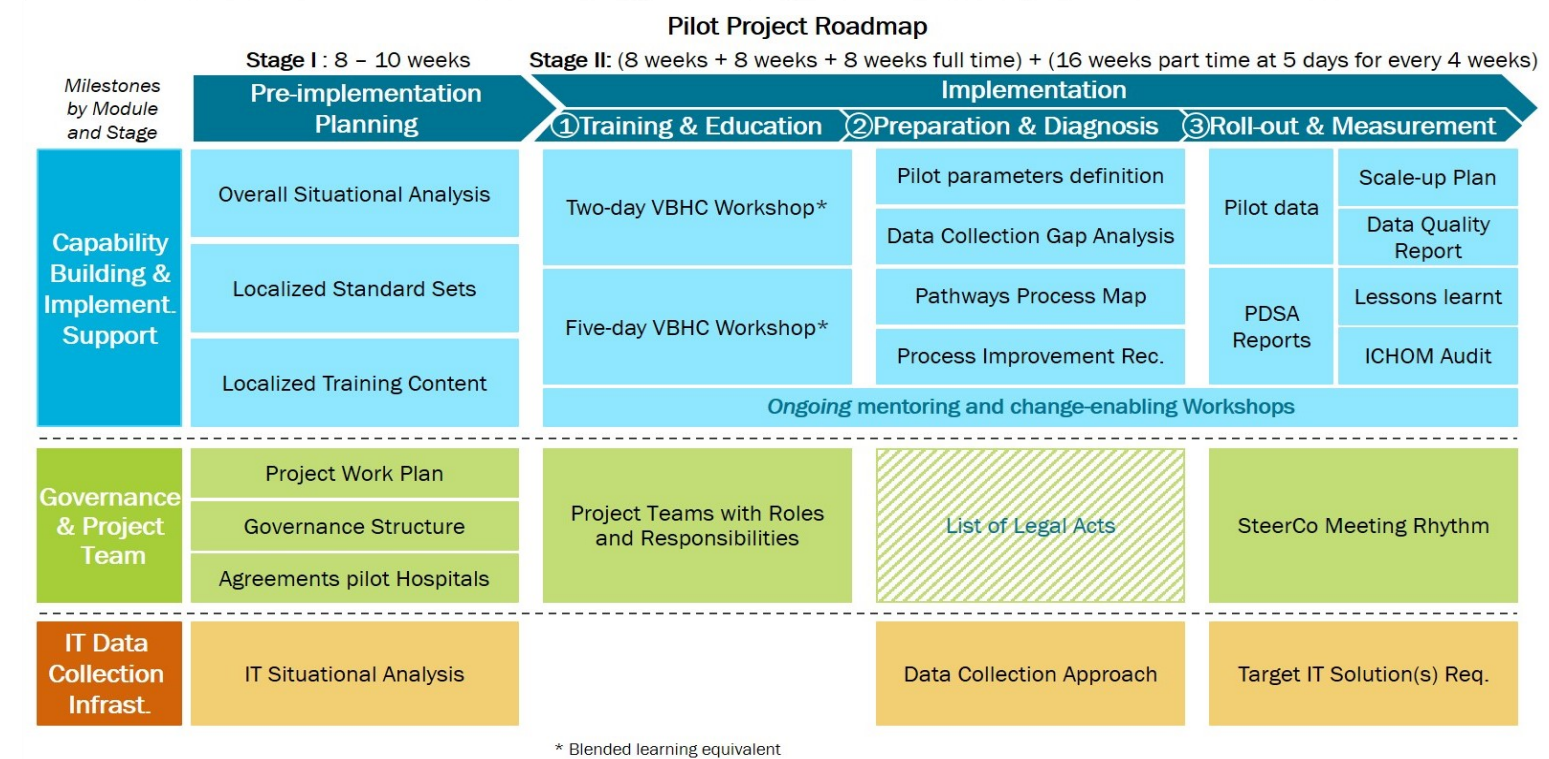 Pilot Project Roadmap
Stage I : 8 – 10 weeks
Stage II: (8 weeks + 8 weeks + 8 weeks full time) + (16 weeks part time at 5 days for every 4 weeks)
Milestones
by Module
and Stage
Pre-implementation
Planning
Implementation
①Training & Education
②Preparation & Diagnosis
③Roll-out & Measurement
Capability
Building &
Implement.
Support
Overall Situational Analysis
Localized Standard Sets
Localized Training Content
Two-day VBHC Workshop*
Five-day VBHC Workshop*
Pilot parameters definition
Data Collection Gap Analysis
Pathways Process Map
Process Improvement Rec.
Pilot data
PDSA
Reports
Scale-up Plan
Data Quality
Report
Lessons learnt
ICHOM Audit
Ongoing mentoring and change-enabling Workshops
Governance
& Project
Team
Project Work Plan
Governance Structure
Agreements pilot Hospitals
Project Teams with Roles
and Responsibilities
List of Legal Acts
SteerCo Meeting Rhythm
IT Data
Collection
Infrast.
IT Situational Analysis
Data Collection Approach
Target IT Solution(s) Req.
* Blended learning equivalent